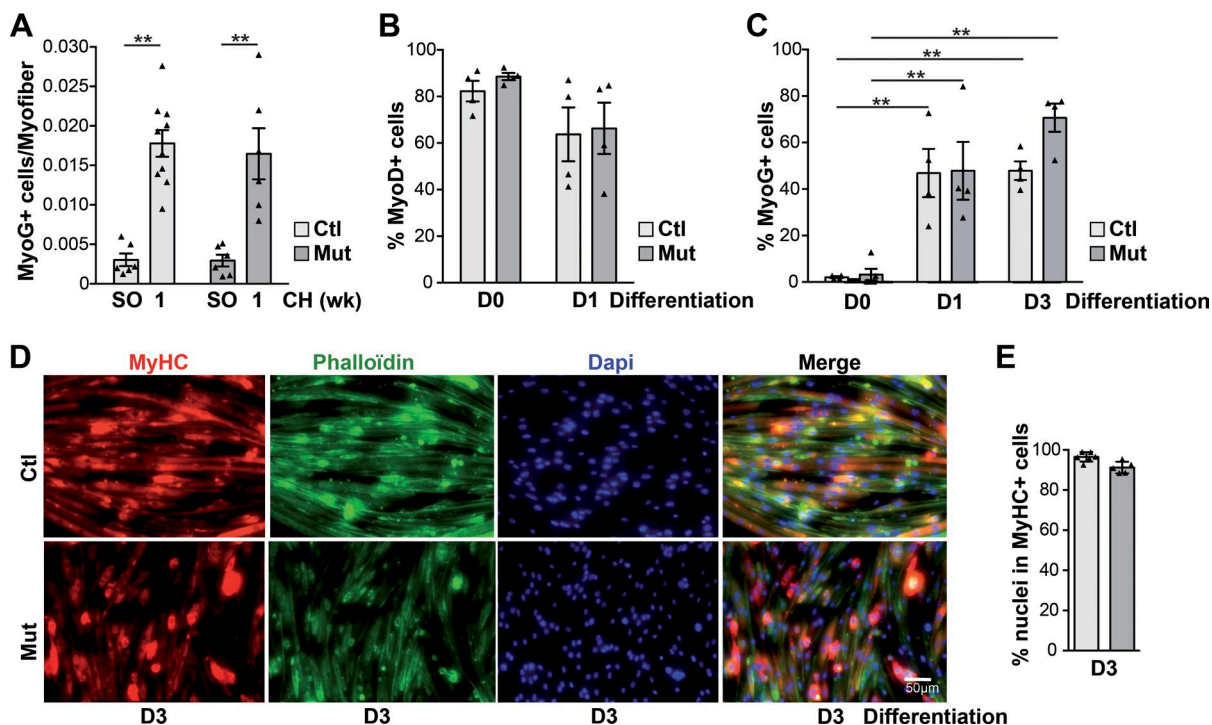 A
MyoG+ cells/Myofiber
0.030
0.025
0.020
0.015
0.010
0.005
0
** **
SO 1 SO 1 CH (wk)
Ctl
Mut
B
% MyoD+ cells
100
80
60
40
20
0
D0 D1 Differentiation
Ctl
Mut
C
% MyoG+ cells
100
80
60
40
20
0
**
**
**
**
D0 D1 D3 Differentiation
Ctl
Mut
D
MyHC Phalloïdin Dapi Merge
Ctl
Mut
50µm
D3 D3 D3 D3 Differentiation
E
% nuclei in MyHC+ cells
100
80
60
40
20
0
D3